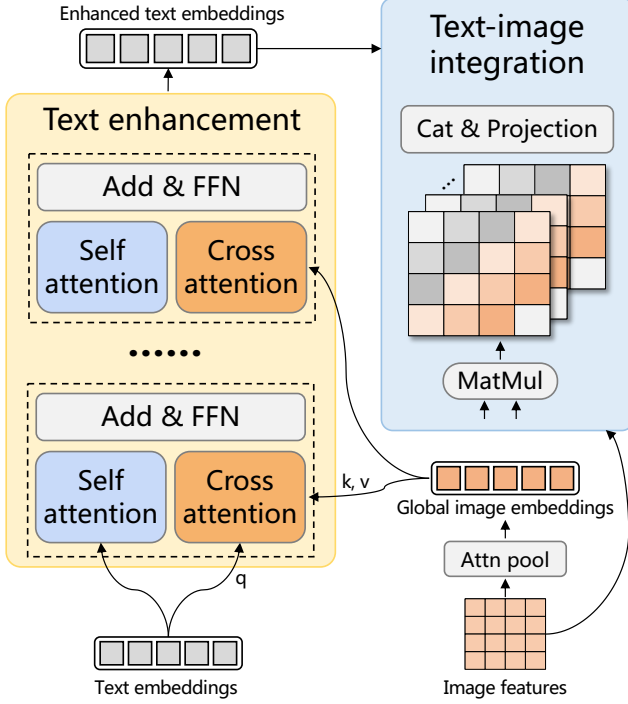 Enhanced text embeddings
Text-image
integration
Cat & Projection
...
MatMul
Text enhancement
Add & FFN
Self
attention
Cross
attention
......
Add & FFN
Self
attention
Cross
attention
k, v
q
Global image embeddings
Attn pool
Text embeddings
Image features